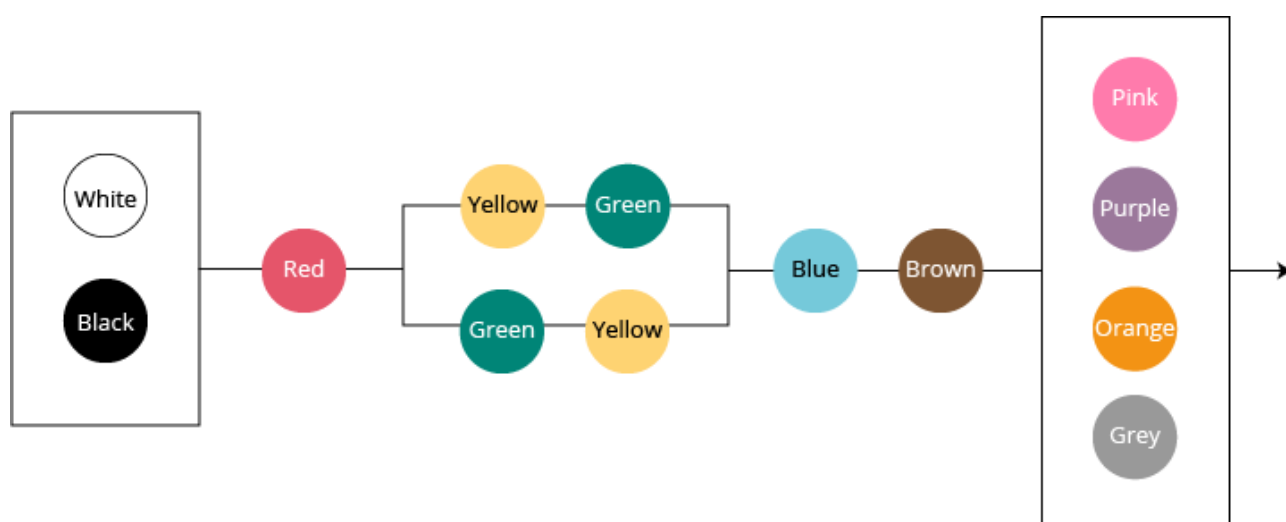 White
Black
Red
Yellow
Green
Green
Yellow
Blue
Brown
Pink
Purple
Orange
Grey